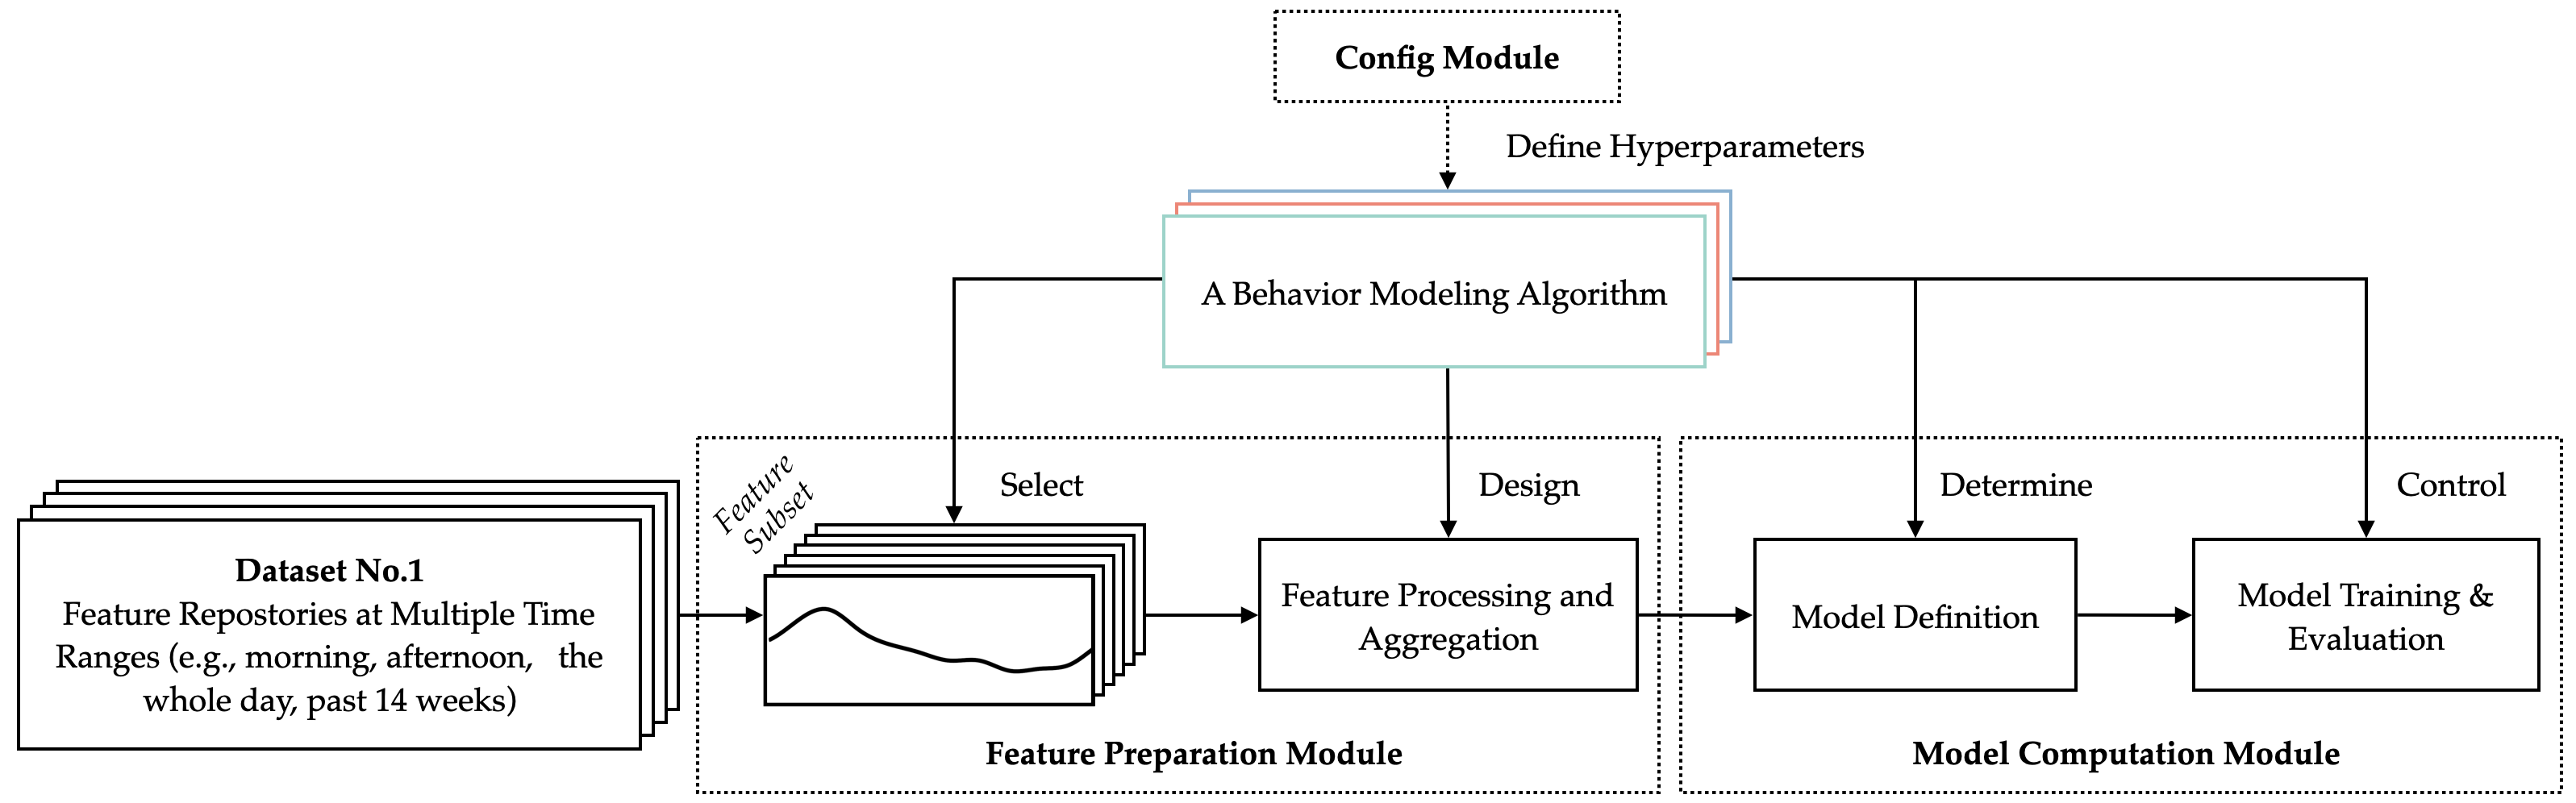 Config Module
Define Hyperparameters
A Behavior Modeling Algorithm
Feature
Subset
Select
Design
Determine
Control
Dataset No.1
Feature Repostories at Multiple Time
Ranges (e.g., morning, afternoon, the
whole day, past 14 weeks)
Feature Processing and
Aggregation
Model Definition
Model Training &
Evaluation
Feature Preparation Module
Model Computation Module